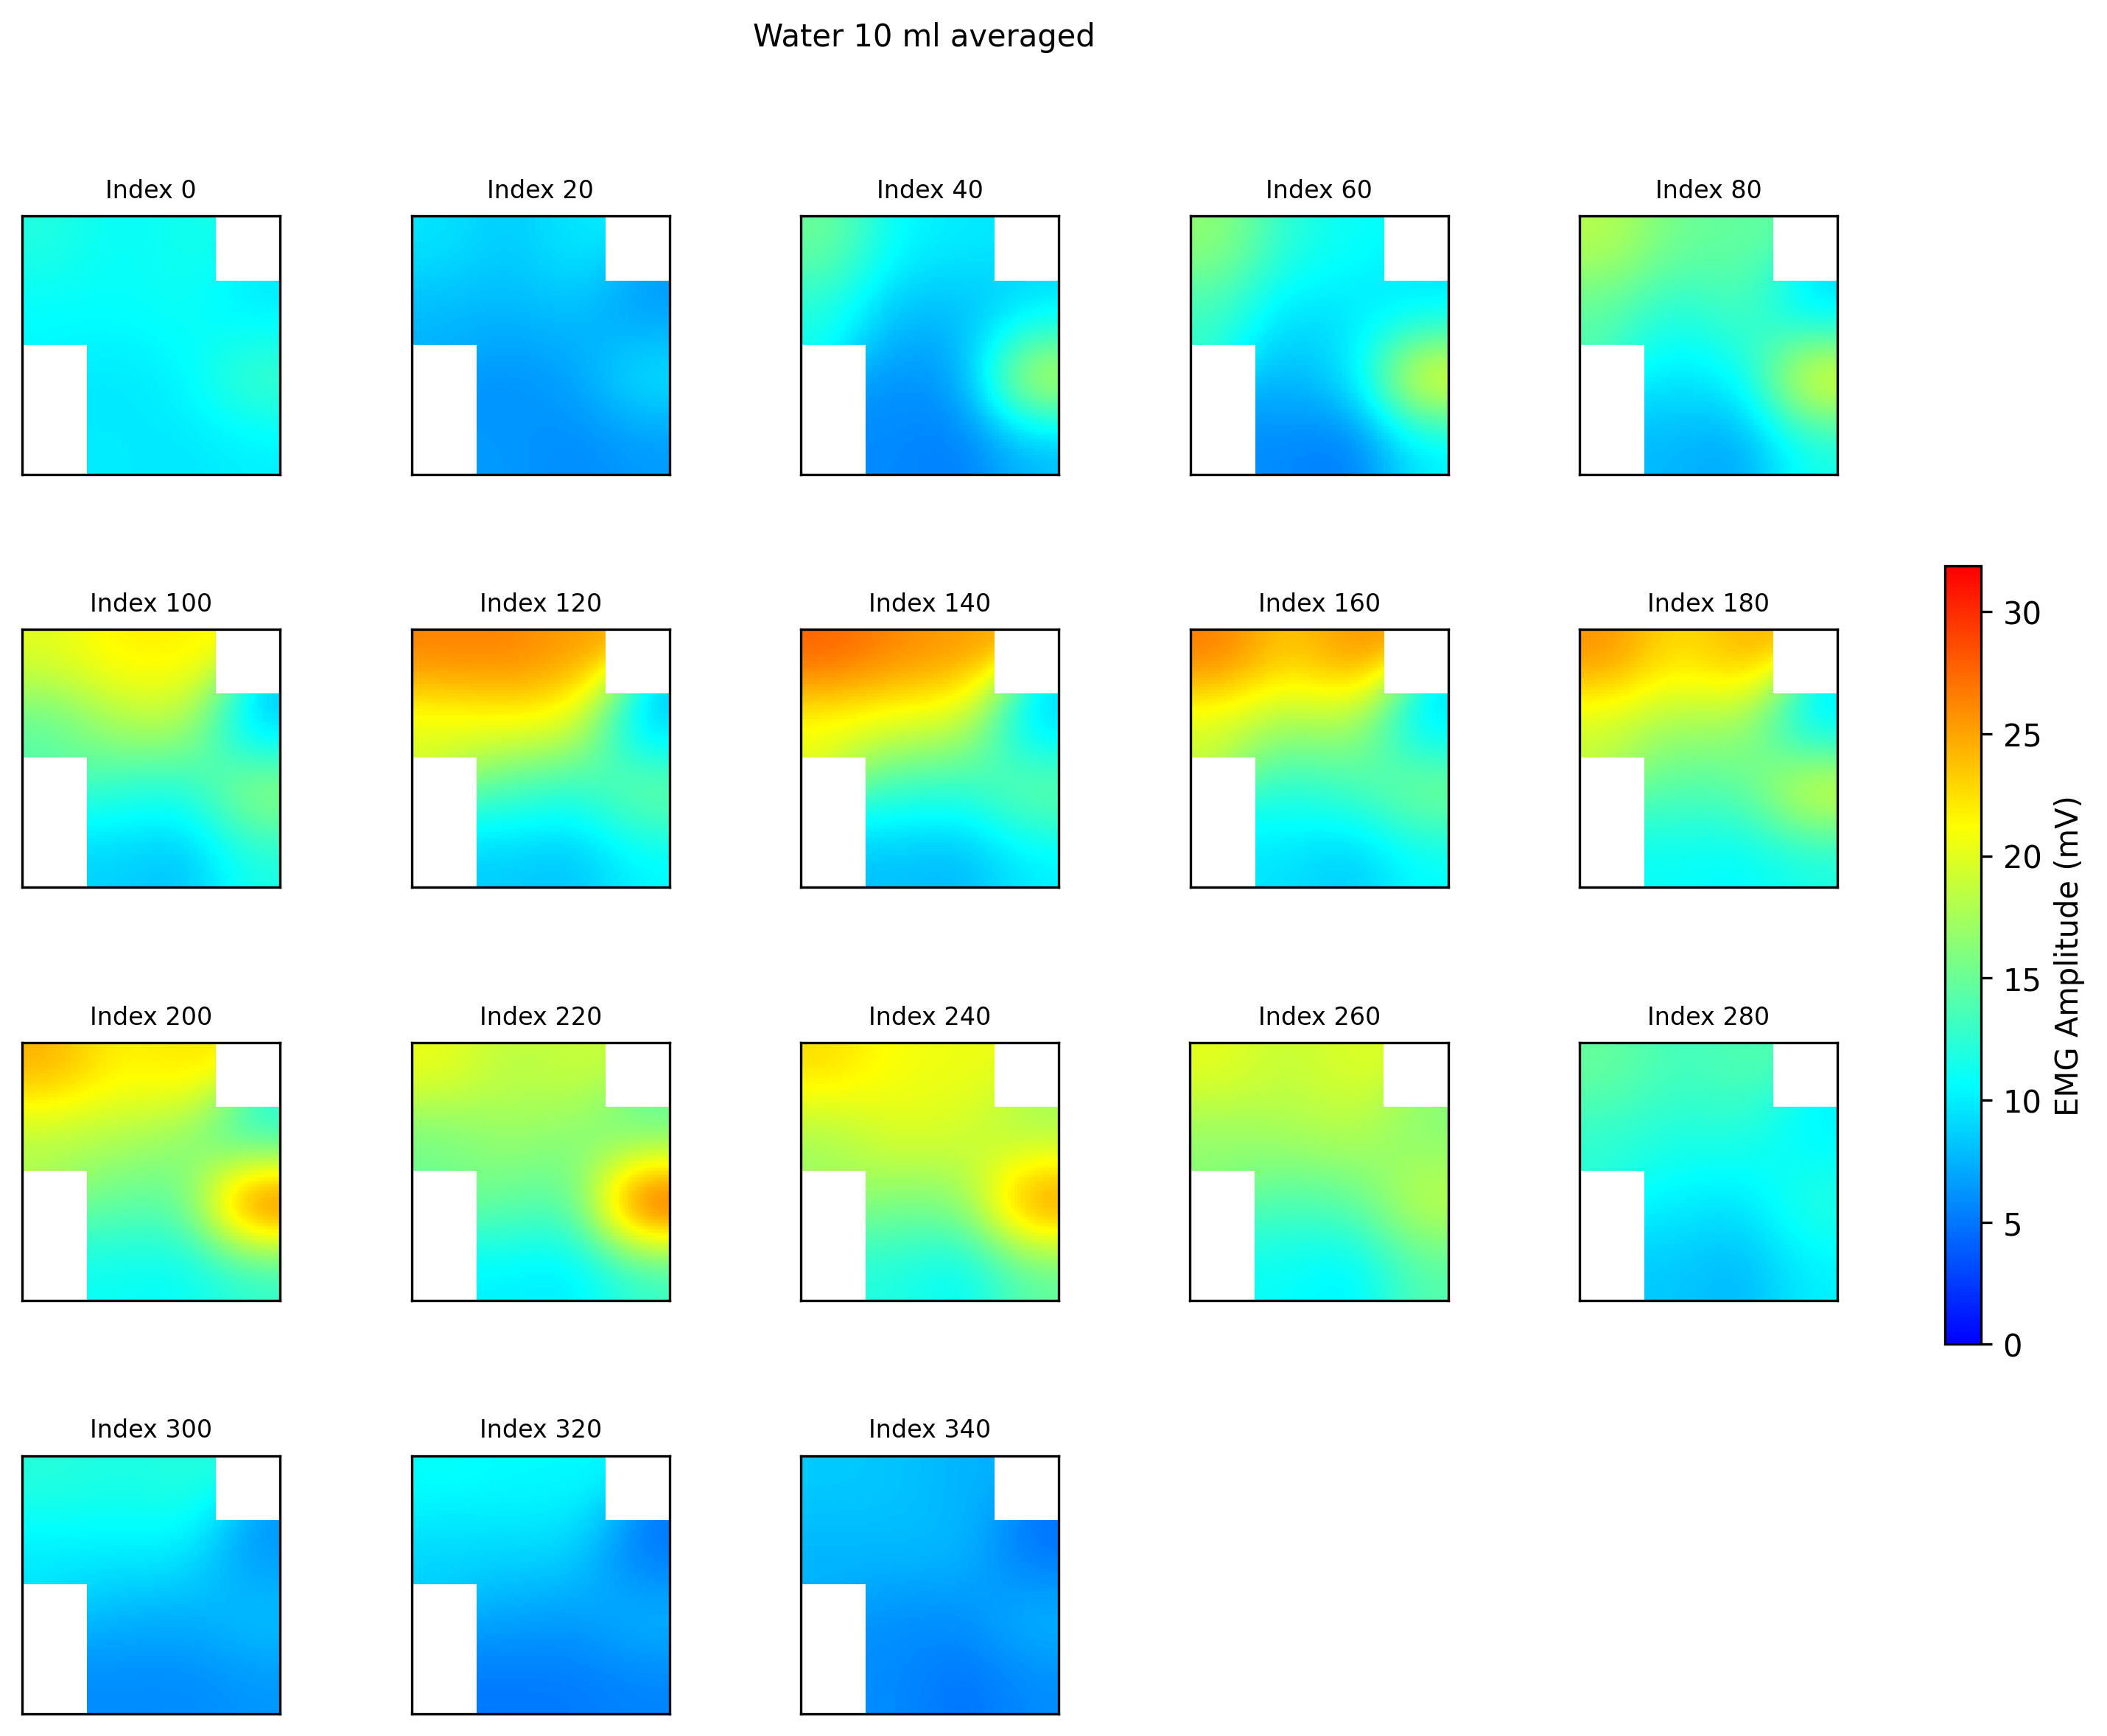 Water 10 ml averaged
Index 0
Index 20
Index 40
Index 60
Index 80
Index 100
Index 120
Index 140
Index 160
Index 180
Index 200
Index 220
Index 240
Index 260
Index 280
Index 300
Index 320
Index 340
30
25
20
15
10
5
0
EMG Amplitude (mV)